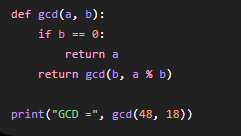 def gcd(a, b):
    if b == 0:
        return a
    return gcd(b, a % b)
print("GCD =", gcd(48, 18))